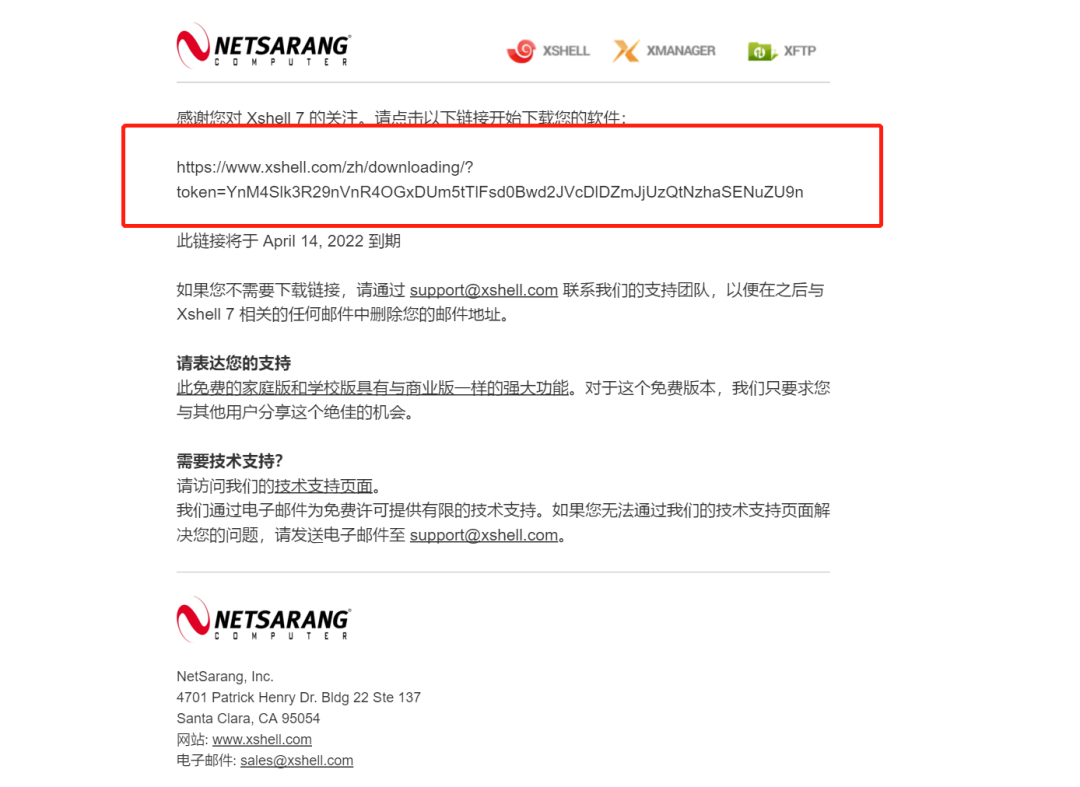 NETSARANG
COMPUTER
XSHELL
XMANAGER
XFTP
感谢您对 Xshell 7 的关注。请点击以下链接开始下载您的软件:
https://www.xshell.com/zh/downloading/?
token=YnM4Slk3R29nVnR4OGxDUm5tTlFsd0Bwd2JVcDlDZmJjUzQtNzhaSENuZU9n
此链接将于 April 14, 2022 到期
如果您不需要下载链接，请通过 support@xshell.com 联系我们的支持团队，以便在之后与
Xshell 7 相关的任何邮件中删除您的邮件地址。
请表达您的支持
此免费的家庭版和学校版具有与商业版一样的强大功能。对于这个免费版本，我们只要求您
与其他用户分享这个绝佳的机会。
需要技术支持?
请访问我们的技术支持页面。
我们通过电子邮件为免费许可提供有限的技术支持。如果您无法通过我们的技术支持页面解
决您的问题，请发送电子邮件至 support@xshell.com。
NETSARANG
COMPUTER
NetSarang, Inc.
4701 Patrick Henry Dr. Bldg 22 Ste 137
Santa Clara, CA 95054
网站: www.xshell.com
电子邮件: sales@xshell.com